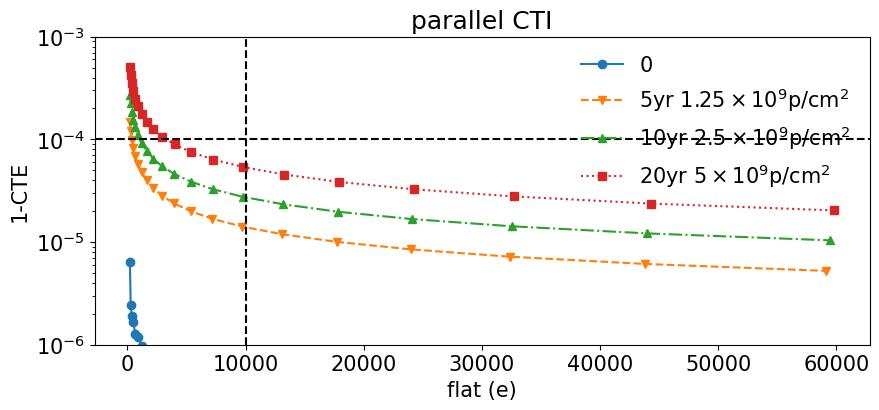 parallel CTI
10⁻³
10⁻⁴
10⁻⁵
10⁻⁶
1-CTE
0
5yr 1.25 × 10⁹p/cm²
10yr 2.5 × 10⁹p/cm²
20yr 5 × 10⁹p/cm²
0 10000 20000 30000 40000 50000 60000
flat (e)